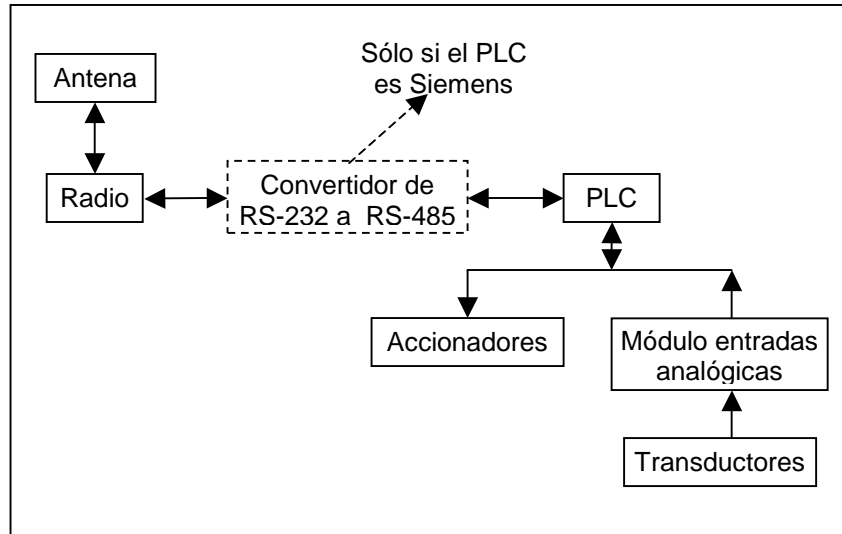 Sólo si el PLC
es Siemens
Antena
Radio
Convertidor de
RS-232 a RS-485
PLC
Accionadores
Módulo entradas
analógicas
Transductores